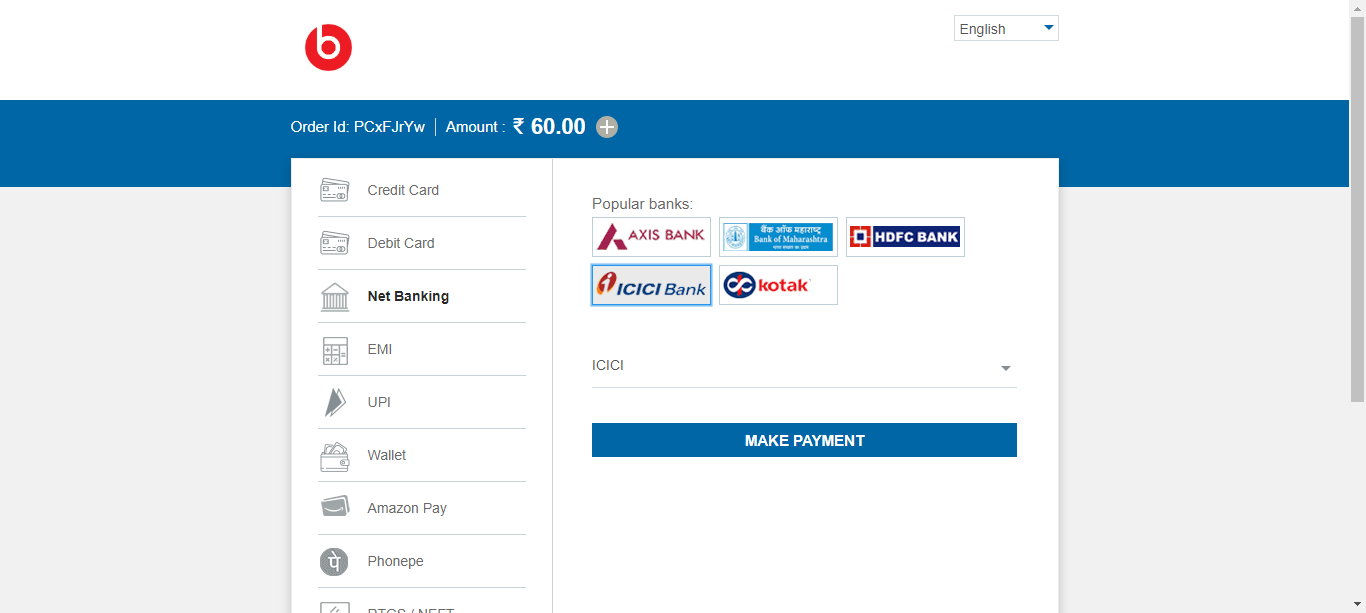 English
Order Id: PCxFJrYw | Amount : ₹ 60.00
Credit Card
Debit Card
Net Banking
EMI
UPI
Wallet
Amazon Pay
Phonepe
RTGS / NEFT
Popular banks:
AXIS BANK
बैंक ऑफ महाराष्ट्र
Bank of Maharashtra
HDFC BANK
ICICI Bank
kotak
ICICI
MAKE PAYMENT